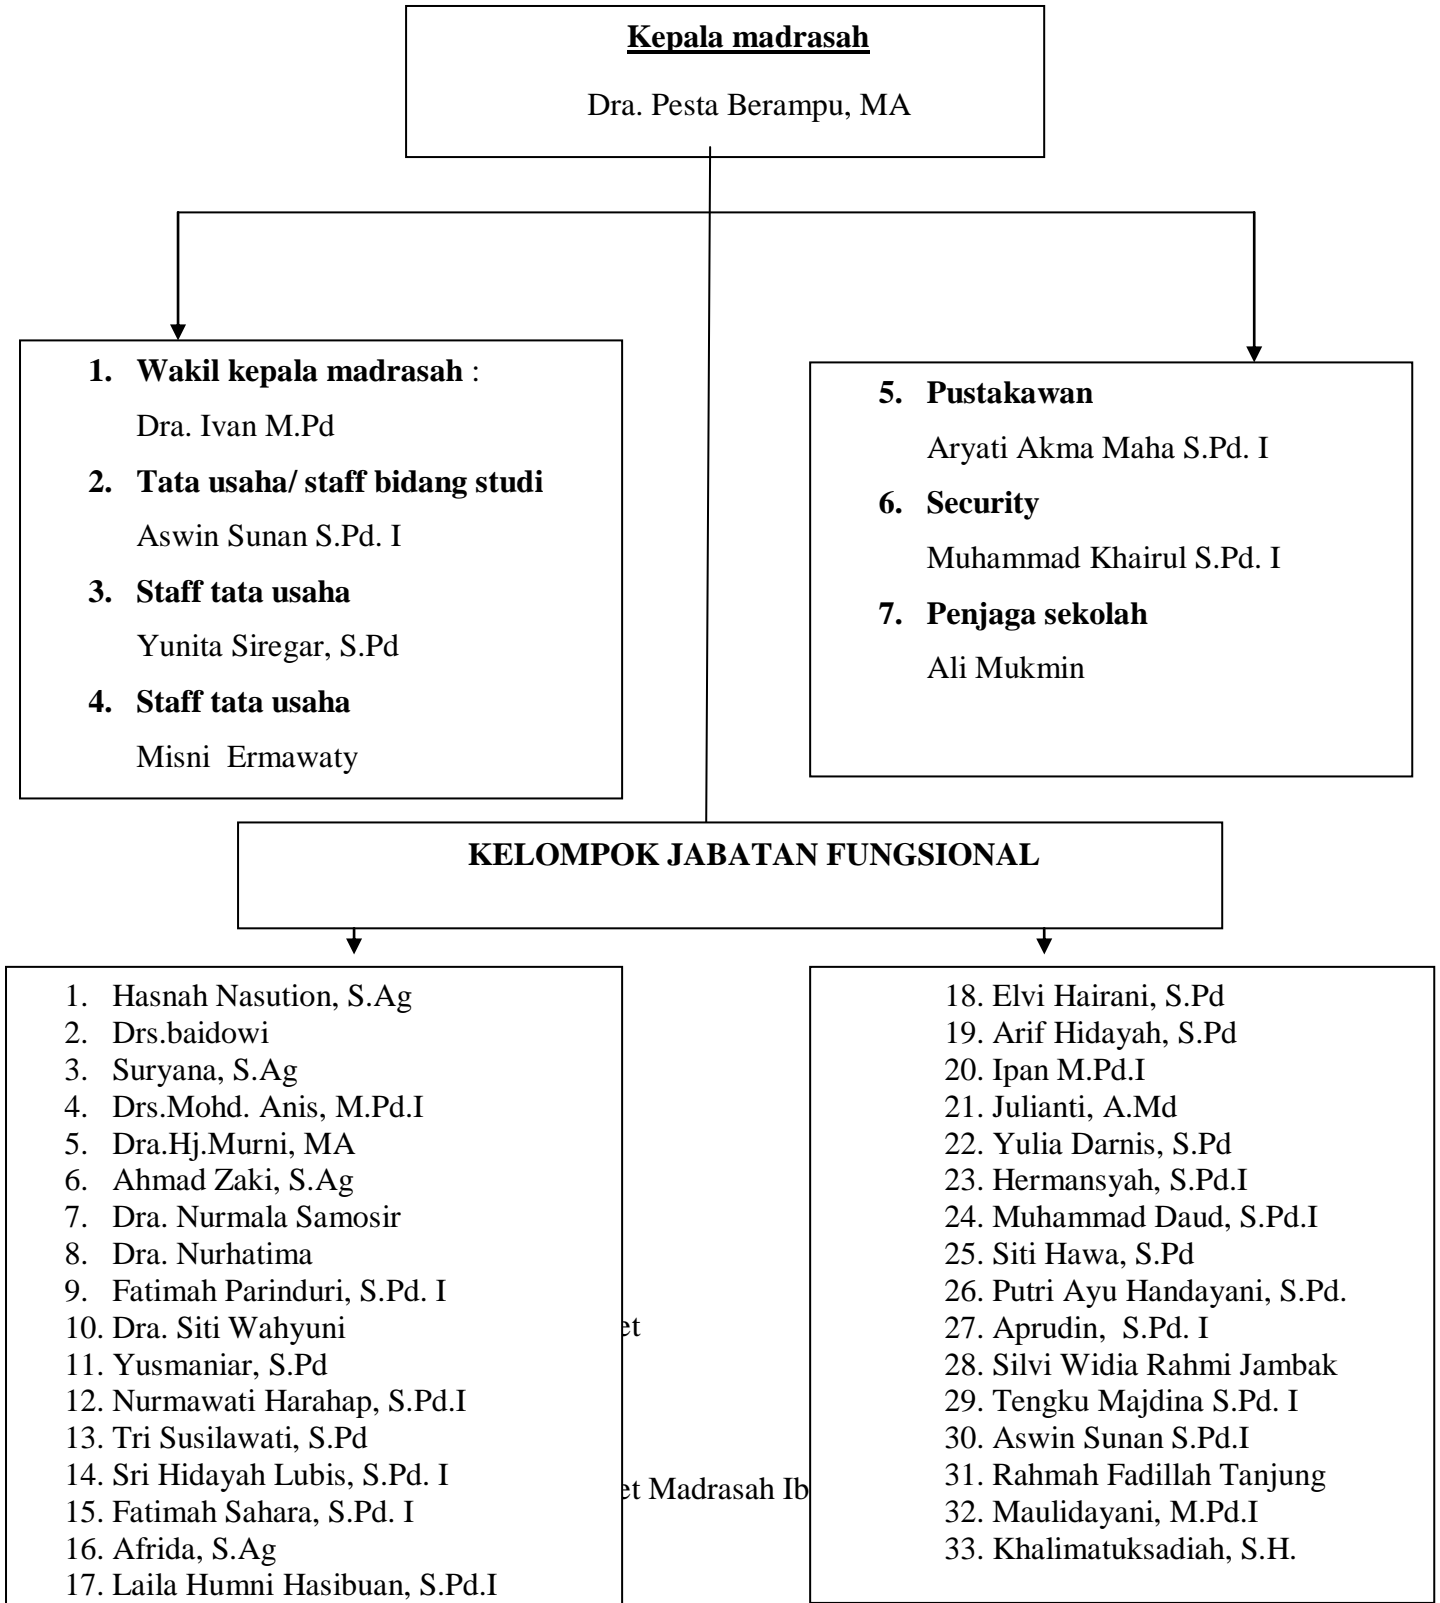 Kepala madrasah
Dra. Pesta Berampu, MA
1. Wakil kepala madrasah :
Dra. Ivan M.Pd
2. Tata usaha/ staff bidang studi
Aswin Sunan S.Pd. I
3. Staff tata usaha
Yunita Siregar, S.Pd
4. Staff tata usaha
Misni Ermawaty
5. Pustakawan
Aryati Akma Maha S.Pd. I
6. Security
Muhammad Khairul S.Pd. I
7. Penjaga sekolah
Ali Mukmin
KELOMPOK JABATAN FUNGSIONAL
1. Hasnah Nasution, S.Ag
2. Drs.baidowi
3. Suryana, S.Ag
4. Drs.Mohd. Anis, M.Pd.I
5. Dra.Hj.Murni, MA
6. Ahmad Zaki, S.Ag
7. Dra. Nurmala Samosir
8. Dra. Nurhatima
9. Fatimah Parinduri, S.Pd. I
10. Dra. Siti Wahyuni
11. Yusmaniar, S.Pd
12. Nurmawati Harahap, S.Pd.I
13. Tri Susilawati, S.Pd
14. Sri Hidayah Lubis, S.Pd. I
15. Fatimah Sahara, S.Pd. I
16. Afrida, S.Ag
17. Laila Humni Hasibuan, S.Pd.I
et
et Madrasah Ib
18. Elvi Hairani, S.Pd
19. Arif Hidayah, S.Pd
20. Ipan M.Pd.I
21. Julianti, A.Md
22. Yulia Darnis, S.Pd
23. Hermansyah, S.Pd.I
24. Muhammad Daud, S.Pd.I
25. Siti Hawa, S.Pd
26. Putri Ayu Handayani, S.Pd.
27. Aprudin, S.Pd. I
28. Silvi Widia Rahmi Jambak
29. Tengku Majdina S.Pd. I
30. Aswin Sunan S.Pd.I
31. Rahmah Fadillah Tanjung
32. Maulidayani, M.Pd.I
33. Khalimatuksadiah, S.H.